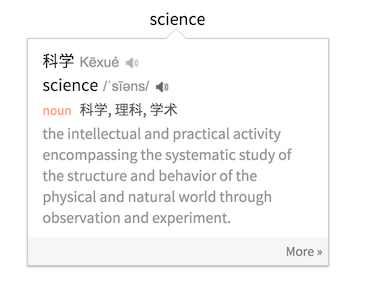 science
科学 Kēxué
science /ˈsīəns/
noun 科学, 理科, 学术
the intellectual and practical activity
encompassing the systematic study of
the structure and behavior of the
physical and natural world through
observation and experiment.
More »